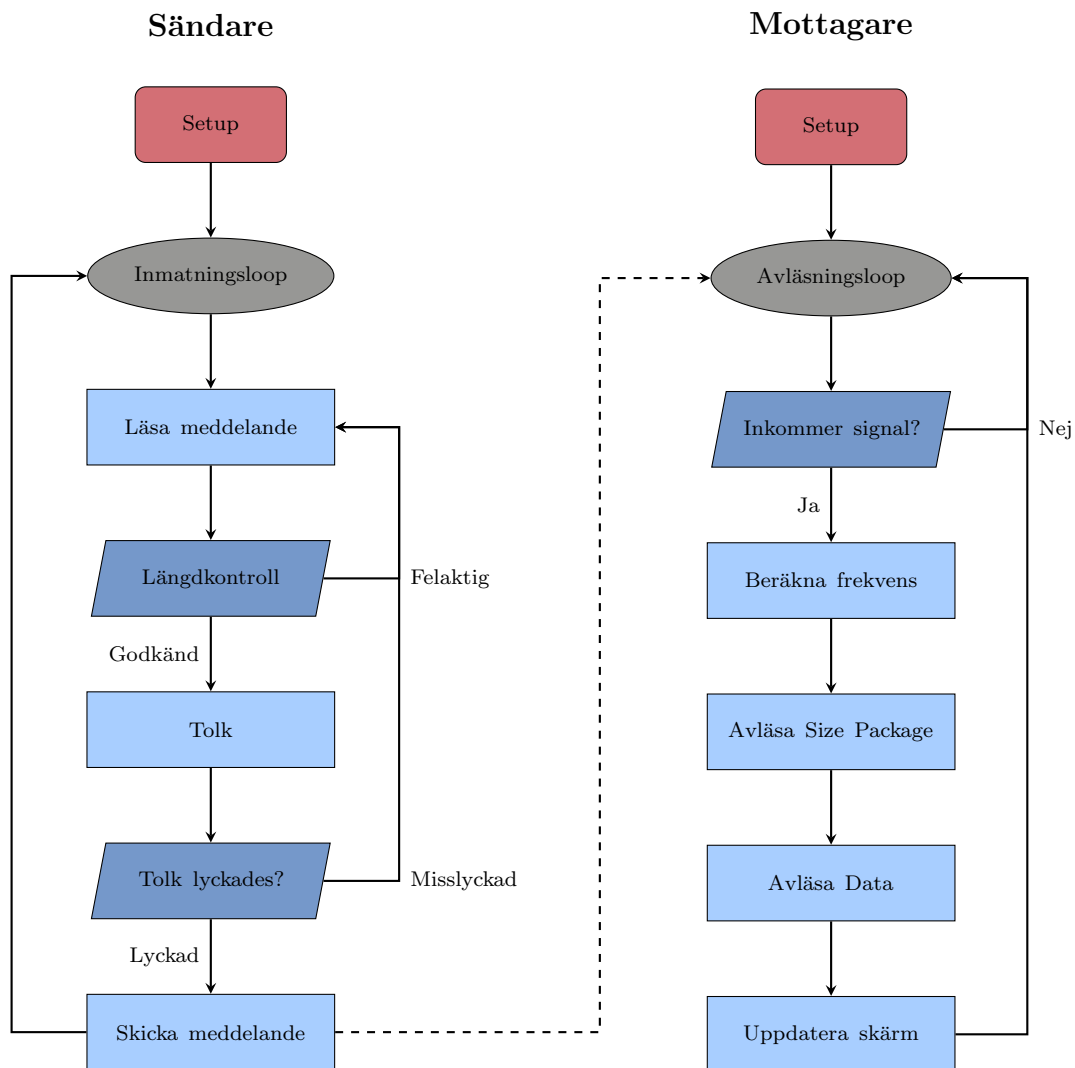 Sändare
Setup
Inmatningsloop
Läsa meddelande
Längdkontroll
Felaktig
Godkänd
Tolk
Tolk lyckades?
Misslyckad
Lyckad
Skicka meddelande
Mottagare
Setup
Avläsningsloop
Inkommer signal?
Nej
Ja
Beräkna frekvens
Avläsa Size Package
Avläsa Data
Uppdatera skärm